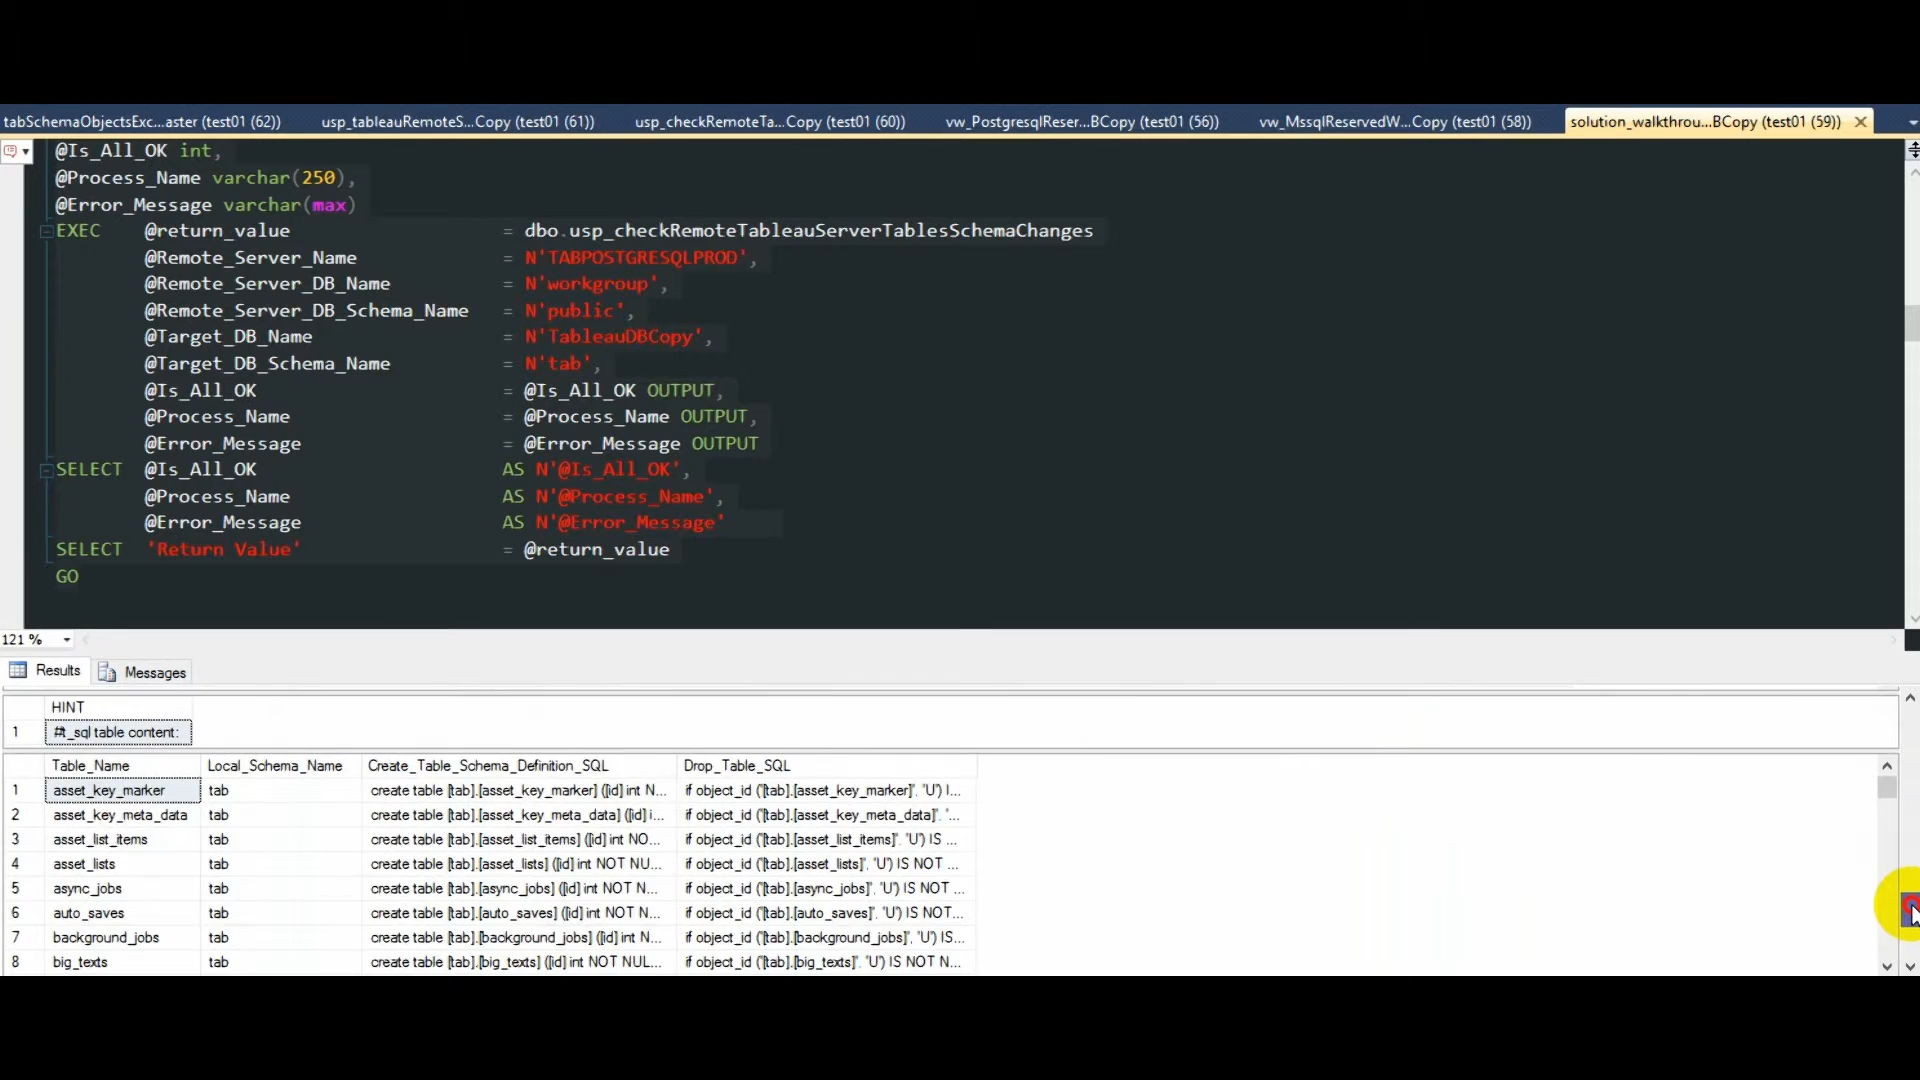 tabSchemaObjectsExc...aster (test01 (62)) usp_tableauRemoteS...Copy (test01 (61)) usp_checkRemoteTa...Copy (test01 (60)) vw_PostgresqlReser...BCopy (test01 (56)) vw_MssqlReservedW...Copy (test01 (58)) solution_walkthrou...BCopy (test01 (59))
@Is_All_OK int,
@Process_Name varchar(250),
@Error_Message varchar(max)
EXEC @return_value = dbo.usp_checkRemoteTableauServerTablesSchemaChanges
@Remote_Server_Name = N'TABPOSTGRESQLPROD',
@Remote_Server_DB_Name = N'workgroup',
@Remote_Server_DB_Schema_Name = N'public',
@Target_DB_Name = N'TableauDBCopy',
@Target_DB_Schema_Name = N'tab',
@Is_All_OK = @Is_All_OK OUTPUT,
@Process_Name = @Process_Name OUTPUT,
@Error_Message = @Error_Message OUTPUT
SELECT @Is_All_OK AS N'@Is_All_OK',
@Process_Name AS N'@Process_Name',
@Error_Message AS N'@Error_Message'
SELECT 'Return Value' = @return_value
GO
121 %
Results Messages
HINT
1 #t_sql table content:
Table_Name Local_Schema_Name Create_Table_Schema_Definition_SQL Drop_Table_SQL
1 asset_key_marker tab create table [tab].[asset_key_marker] ([id] int N... if object_id ('[tab].[asset_key_marker]', 'U') I...
2 asset_key_meta_data tab create table [tab].[asset_key_meta_data] ([id] i... if object_id ('[tab].[asset_key_meta_data]', '...
3 asset_list_items tab create table [tab].[asset_list_items] ([id] int NO... if object_id ('[tab].[asset_list_items]', 'U') IS ...
4 asset_lists tab create table [tab].[asset_lists] ([id] int NOT NU... if object_id ('[tab].[asset_lists]', 'U') IS NOT ...
5 async_jobs tab create table [tab].[async_jobs] ([id] int NOT N... if object_id ('[tab].[async_jobs]', 'U') IS NOT ...
6 auto_saves tab create table [tab].[auto_saves] ([id] int NOT N... if object_id ('[tab].[auto_saves]', 'U') IS NOT...
7 background_jobs tab create table [tab].[background_jobs] ([id] int N... if object_id ('[tab].[background_jobs]', 'U') IS...
8 big_texts tab create table [tab].[big_texts] ([id] int NOT NUL... if object_id ('[tab].[big_texts]', 'U') IS NOT N...